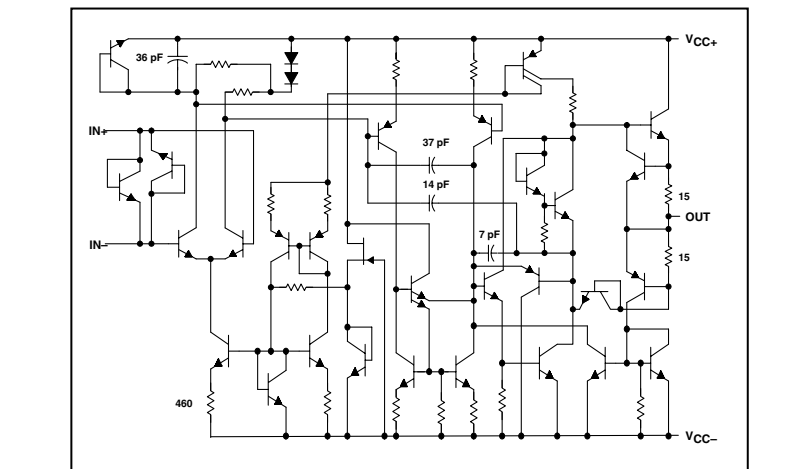 VCC+
36 pF
IN+
37 pF
14 pF
15
OUT
7 pF
IN–
15
460
VCC–